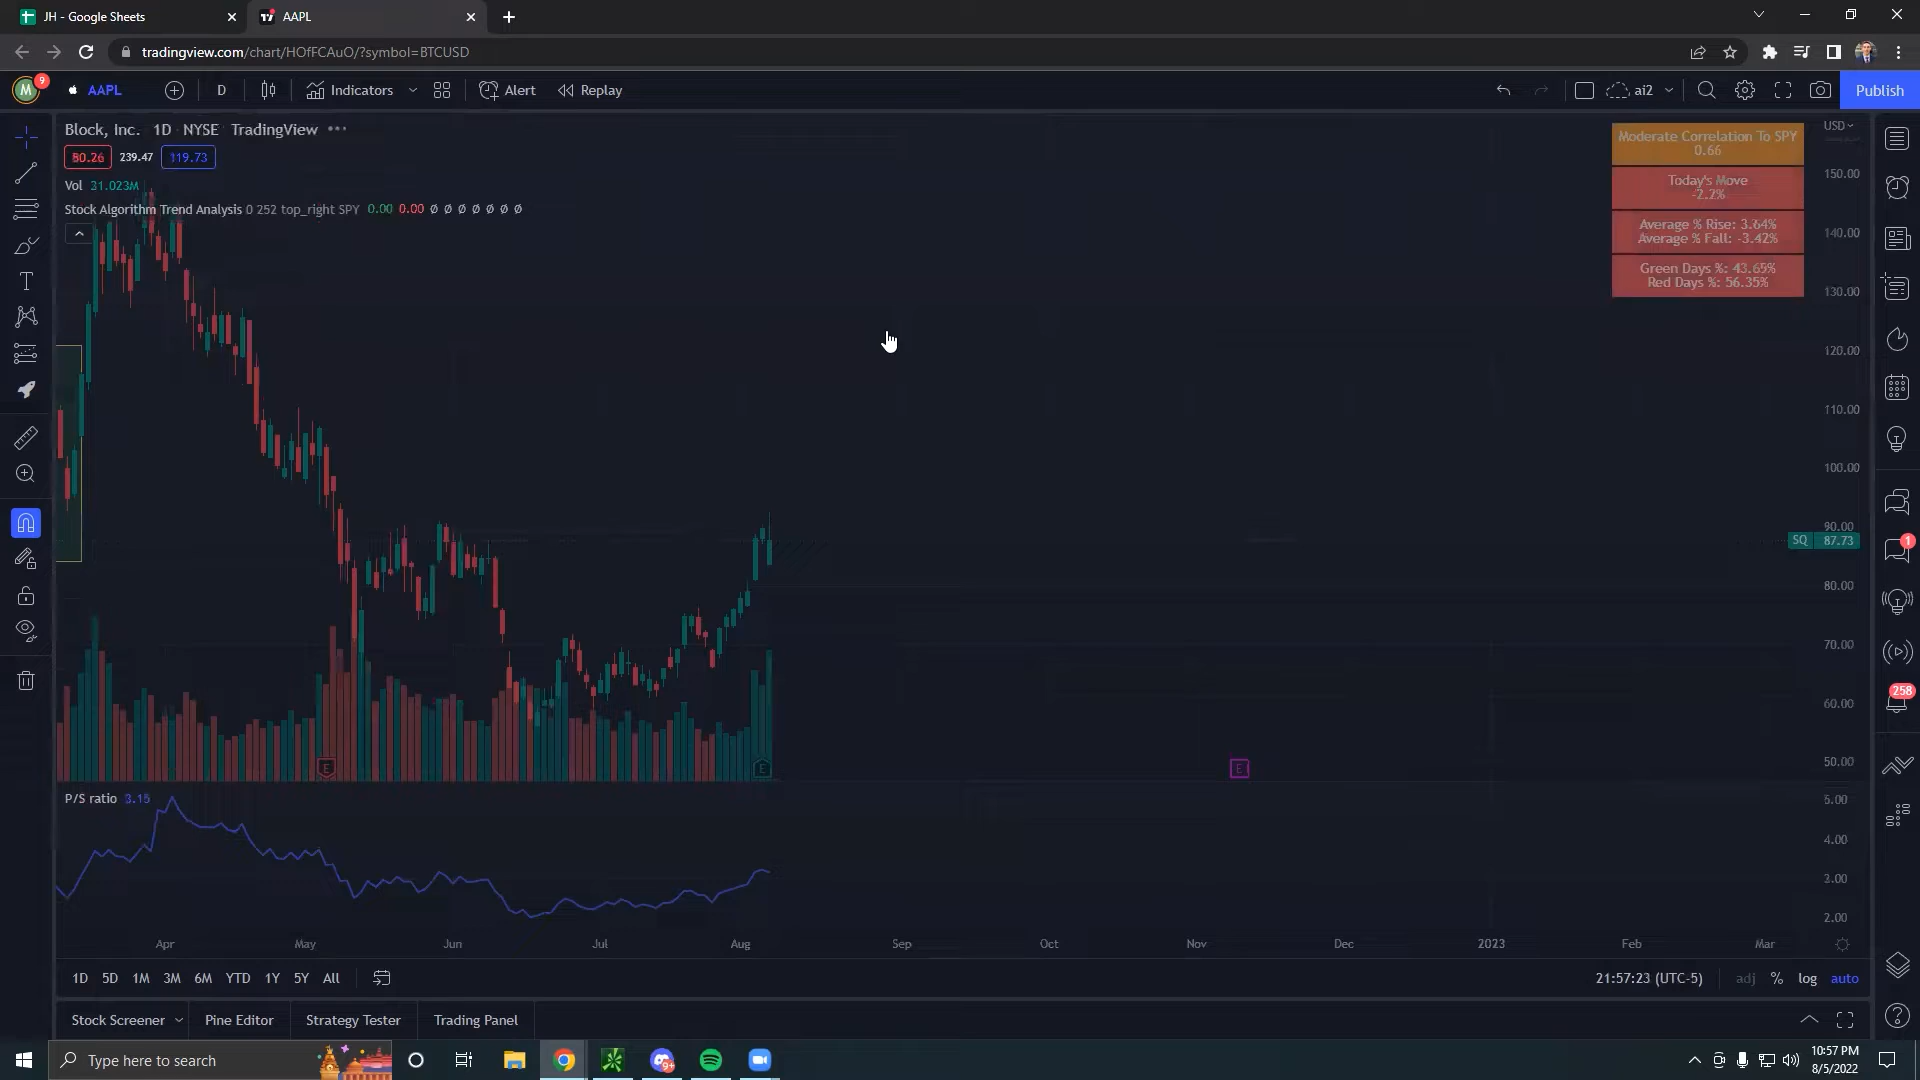 JH - Google Sheets
AAPL
tradingview.com/chart/HOfFCAuO/?symbol=BTCUSD
M
9
AAPL
D
Indicators
Alert
Replay
ai2
Publish
Block, Inc. 1D NYSE TradingView
80.26 239.47 119.73
Vol 31.023M
Stock Algorithm Trend Analysis 0 252 top_right SPY 0.00 0.00 Ø Ø Ø Ø Ø Ø Ø
Moderate Correlation To SPY
0.66
Today's Move
-2.2%
Average % Rise: 3.64%
Average % Fall: -3.42%
Green Days %: 43.65%
Red Days %: 56.35%
USD
150.00
140.00
130.00
120.00
110.00
100.00
90.00
SQ 87.73
80.00
70.00
60.00
50.00
1
258
E
E
E
P/S ratio 3.15
5.00
4.00
3.00
2.00
Apr May Jun Jul Aug Sep Oct Nov Dec 2023 Feb Mar
1D 5D 1M 3M 6M YTD 1Y 5Y All
21:57:23 (UTC-5) adj % log auto
Stock Screener Pine Editor Strategy Tester Trading Panel
Type here to search
9+
10:57 PM
8/5/2022